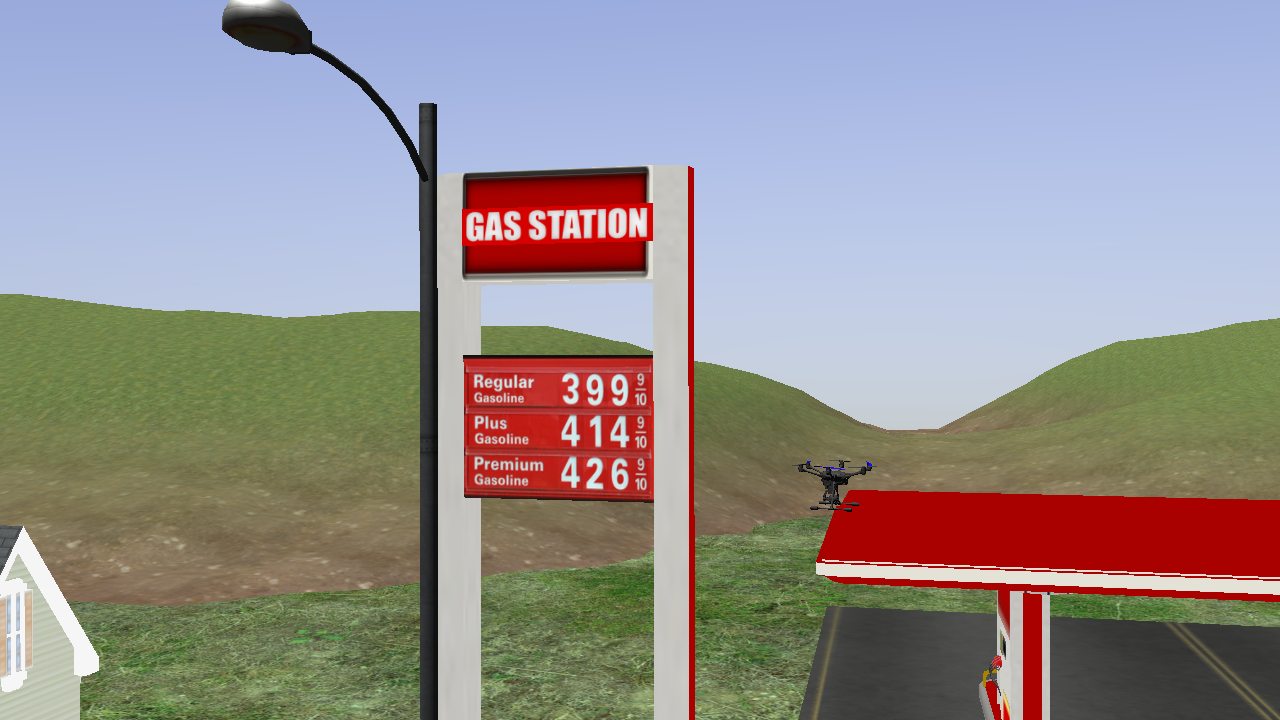 GAS STATION
Regular Gasoline 399 9/10
Plus Gasoline 414 9/10
Premium Gasoline 426 9/10